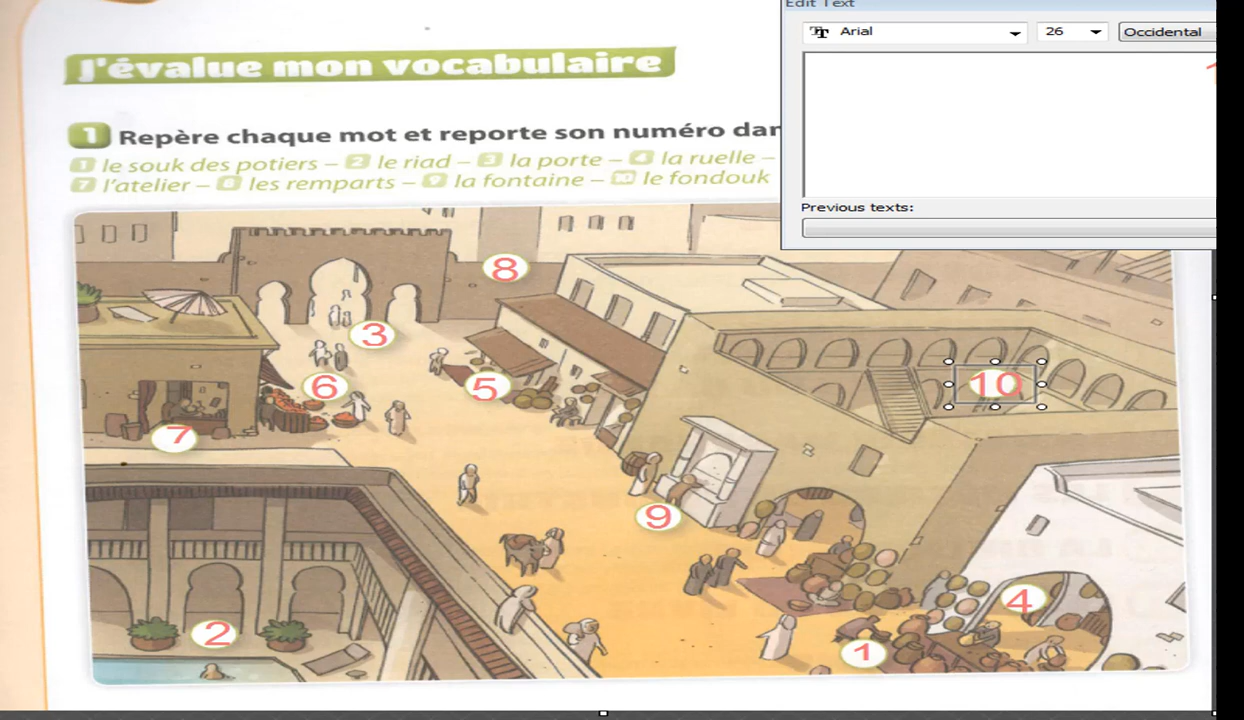 Edit Text
Arial
26
Occidental
Previous texts:
J'évalue mon vocabulaire
1 Repère chaque mot et reporte son numéro dan
1 le souk des potiers – 2 le riad – 3 la porte – 4 la ruelle –
7 l'atelier – 8 les remparts – 9 la fontaine – 10 le fondouk
8
3
6
5
10
7
9
4
2
1